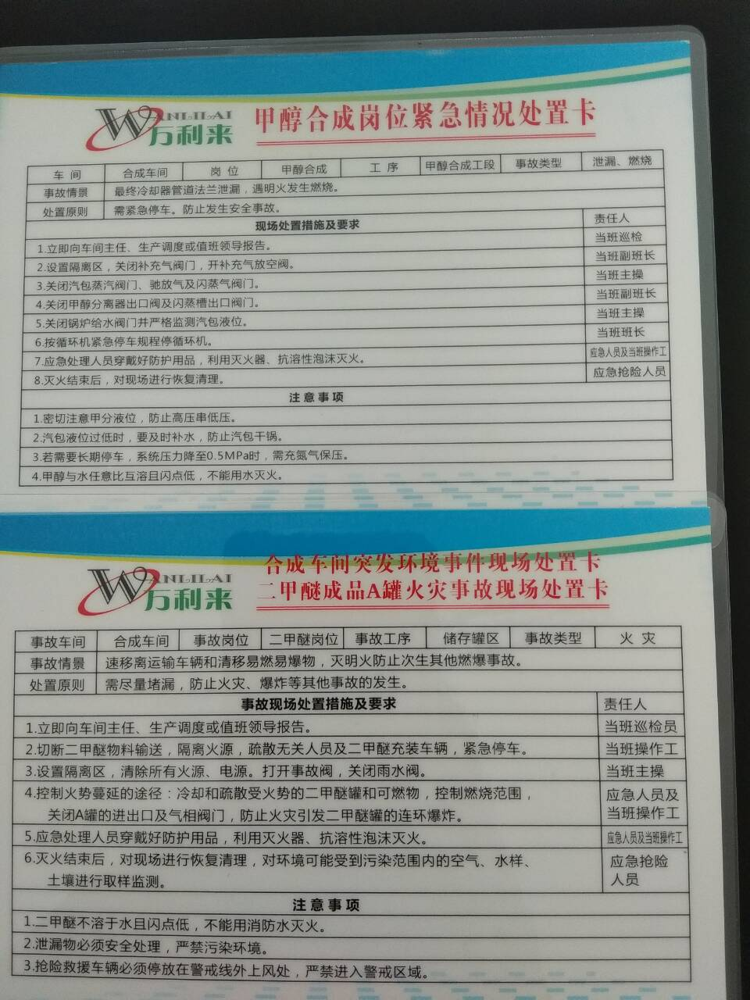 WANLILAI
万利来
甲醇合成岗位紧急情况处置卡
车间 合成车间 岗位 甲醇合成 工序 甲醇合成工段 事故类型 泄漏、燃烧
事故情景 最终冷却器管道法兰泄漏，遇明火发生燃烧。
处置原则 需紧急停车。防止发生安全事故。
现场处置措施及要求 责任人
1.立即向车间主任、生产调度或值班领导报告。 当班巡检
2.设置隔离区，关闭补充气阀门，开补充气放空阀。 当班副班长
3.关闭汽包蒸汽阀门、驰放气及闪蒸气阀门。 当班主操
4.关闭甲醇分离器出口阀及闪蒸槽出口阀门。 当班副班长
5.关闭锅炉给水阀门并严格监测汽包液位。 当班主操
6.按循环机紧急停车规程停循环机。 当班班长
7.应急处理人员穿戴好防护用品，利用灭火器、抗溶性泡沫灭火。 应急人员及当班操作工
8.灭火结束后，对现场进行恢复清理。 应急抢险人员
注意事项
1.密切注意甲分液位，防止高压串低压。
2.汽包液位过低时，要及时补水，防止汽包干锅。
3.若需要长期停车，系统压力降至0.5MPa时，需充氮气保压。
4.甲醇与水任意比互溶且闪点低，不能用水灭火。
WANLILAI
万利来
合成车间突发环境事件现场处置卡
二甲醚成品A罐火灾事故现场处置卡
事故车间 合成车间 事故岗位 二甲醚岗位 事故工序 储存罐区 事故类型 火灾
事故情景 速移离运输车辆和清移易燃易爆物，灭明火防止次生其他燃爆事故。
处置原则 需尽量堵漏，防止火灾、爆炸等其他事故的发生。
事故现场处置措施及要求 责任人
1.立即向车间主任、生产调度或值班领导报告。 当班巡检员
2.切断二甲醚物料输送，隔离火源，疏散无关人员及二甲醚充装车辆，紧急停车。 当班操作工
3.设置隔离区，清除所有火源、电源。打开事故阀，关闭雨水阀。 当班主操
4.控制火势蔓延的途径：冷却和疏散受火势的二甲醚罐和可燃物，控制燃烧范围， 应急人员及
关闭A罐的进出口及气相阀门，防止火灾引发二甲醚罐的连环爆炸。 当班操作工
5.应急处理人员穿戴好防护用品，利用灭火器、抗溶性泡沫灭火。 应急人员及当班操作工
6.灭火结束后，对现场进行恢复清理，对环境可能受到污染范围内的空气、水样、 应急抢险
土壤进行取样监测。 人员
注意事项
1.二甲醚不溶于水且闪点低，不能用消防水灭火。
2.泄漏物必须安全处理，严禁污染环境。
3.抢险救援车辆必须停放在警戒线外上风处，严禁进入警戒区域。